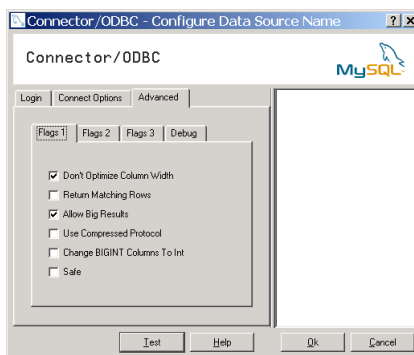 Connector/ODBC - Configure Data Source Name
Connector/ODBC
MySQL
Login Connect Options Advanced
Flags 1 Flags 2 Flags 3 Debug
Don't Optimize Column Width
Return Matching Rows
Allow Big Results
Use Compressed Protocol
Change BIGINT Columns To Int
Safe
Test Help Ok Cancel